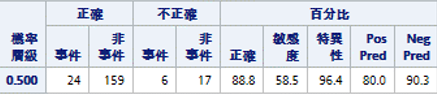 正確 不正確 百分比
機率層級 事件 非事件 事件 非事件 正確 敏感度 特異性 Pos Pred Neg Pred
0.500 24 159 6 17 88.8 58.5 96.4 80.0 90.3